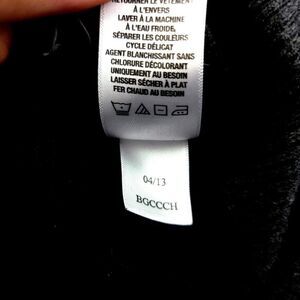 RETOURNER LE VÊTEMENT
À L'ENVERS
LAVER À LA MACHINE
À L'EAU FROIDE,
SÉPARER LES COULEURS
CYCLE DÉLICAT
AGENT BLANCHISSANT SANS
CHLORURE DÉCOLORANT
UNIQUEMENT AU BESOIN
LAISSER SÉCHER À PLAT
FER CHAUD AU BESOIN
04/13
BGCCCH